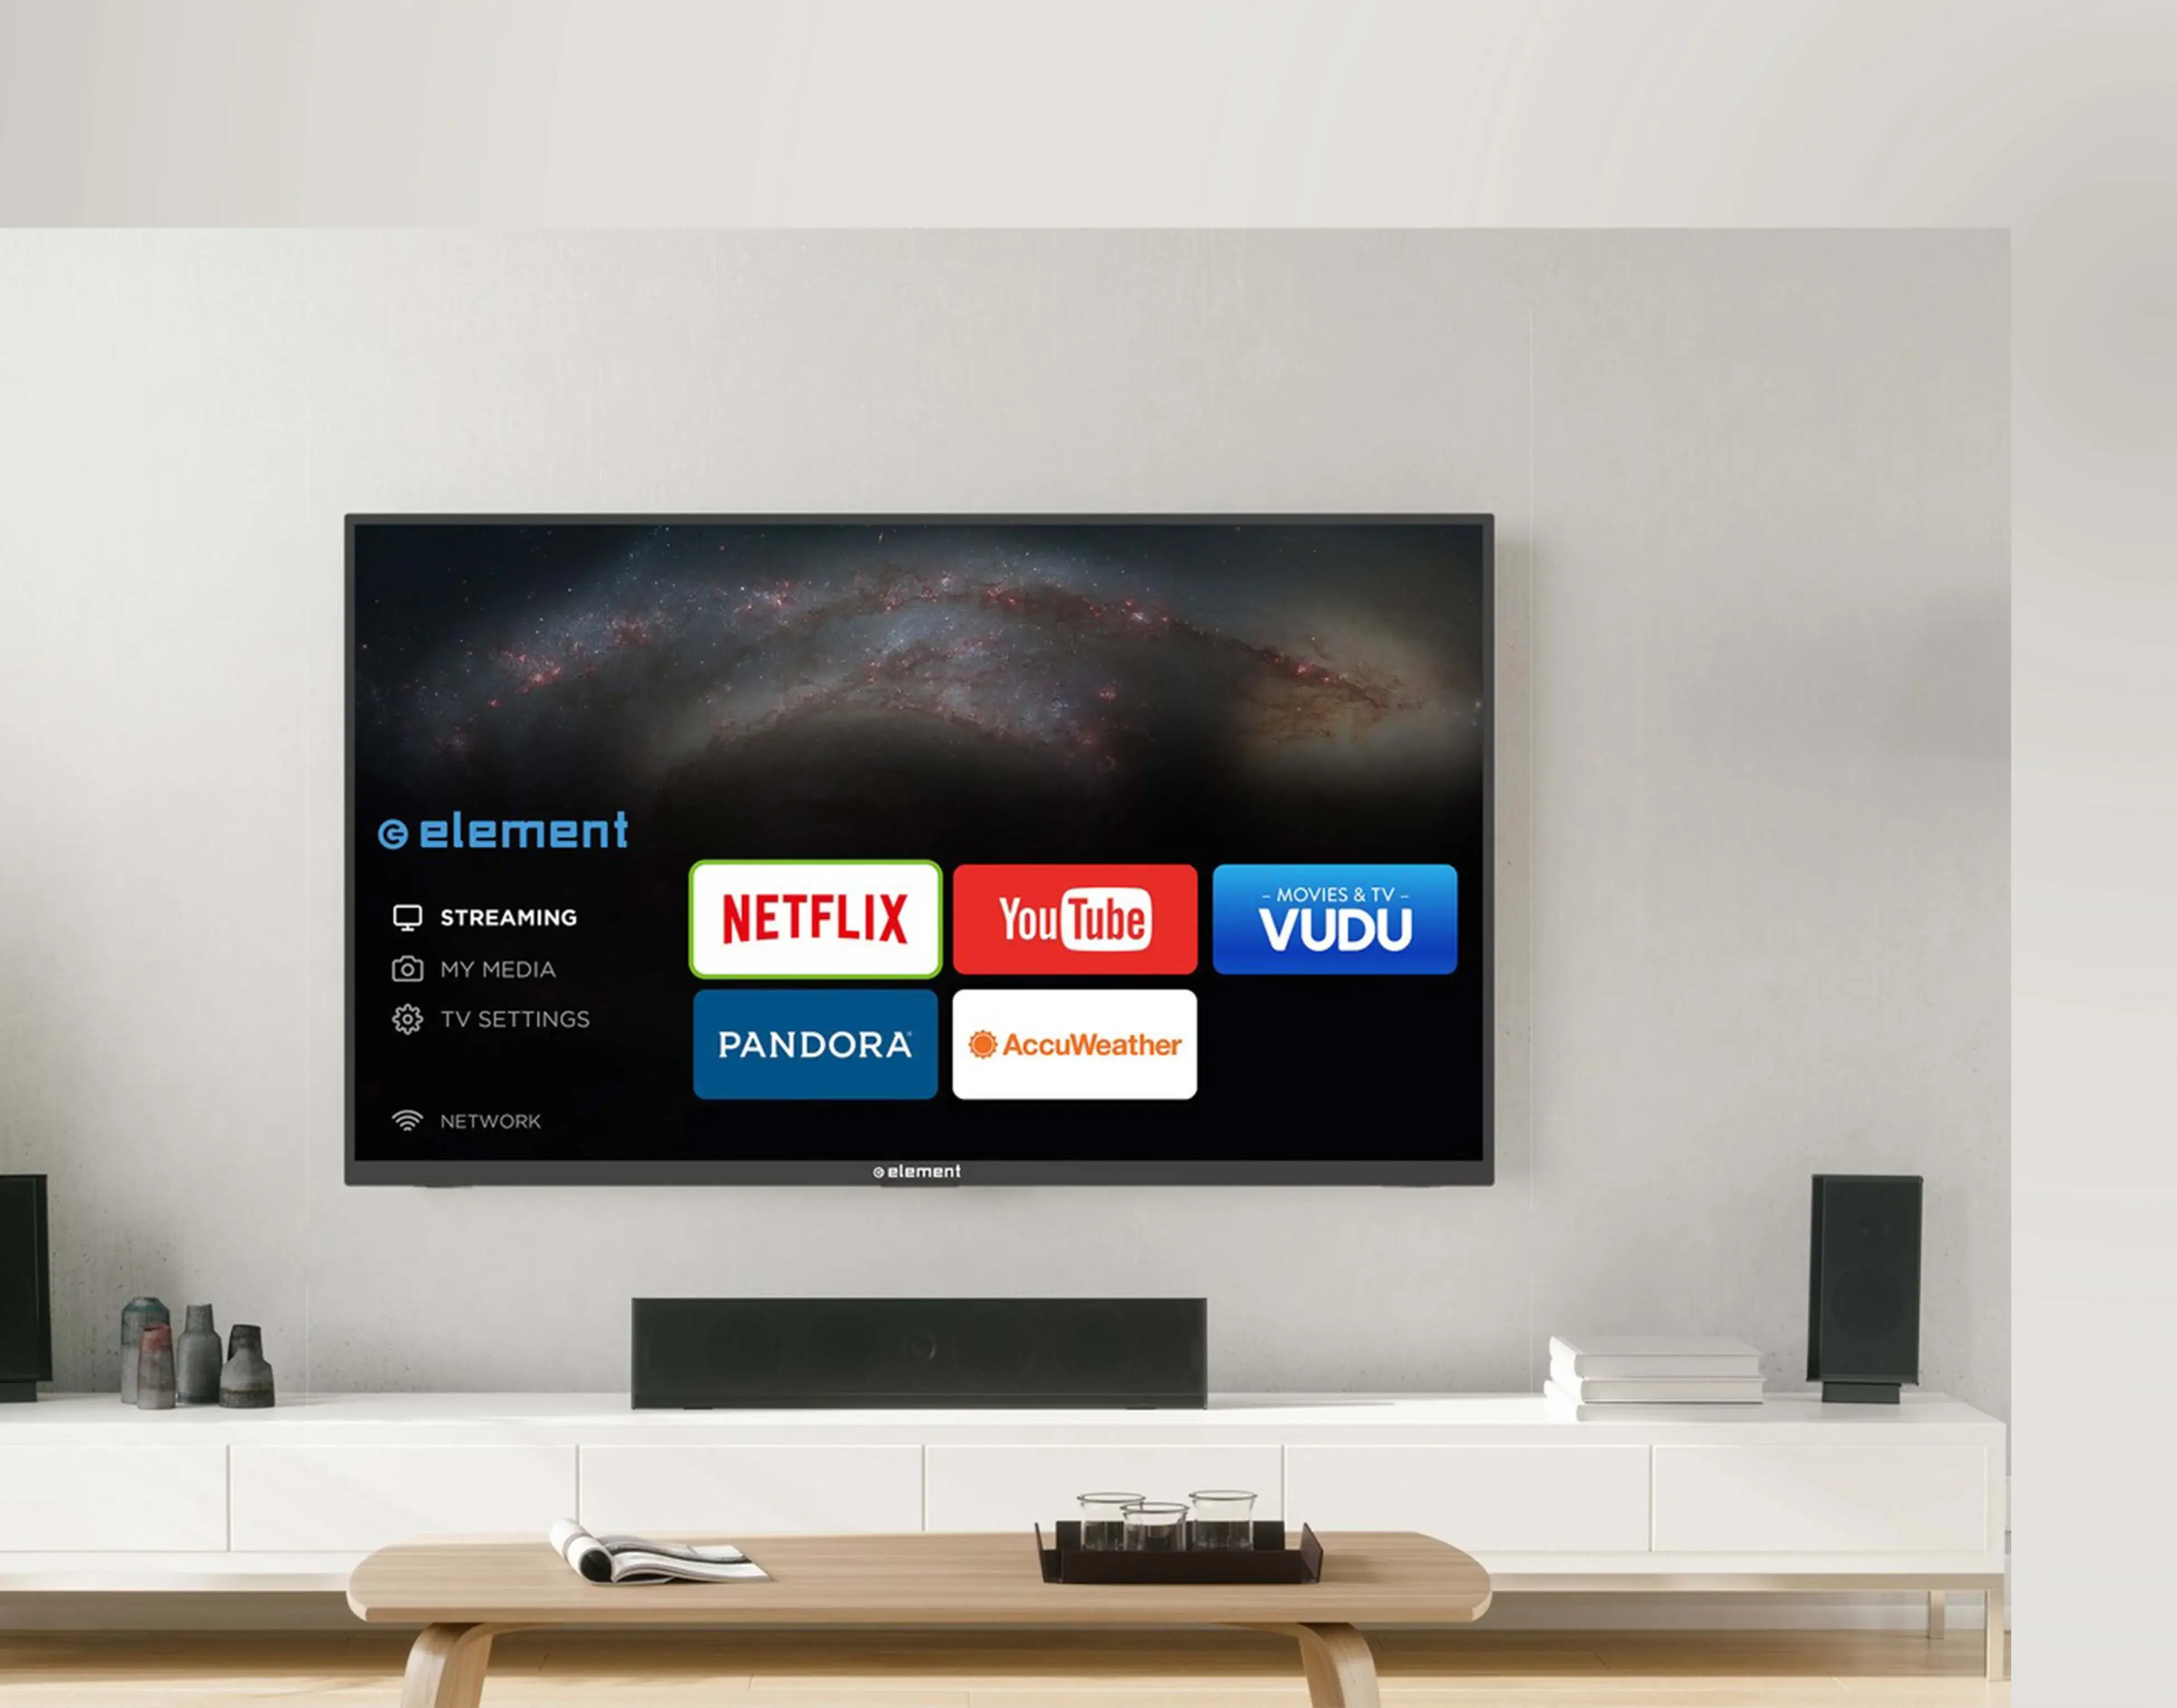 element
STREAMING
MY MEDIA
TV SETTINGS
NETWORK
NETFLIX
YouTube
- MOVIES & TV -
VUDU
PANDORA
AccuWeather
element